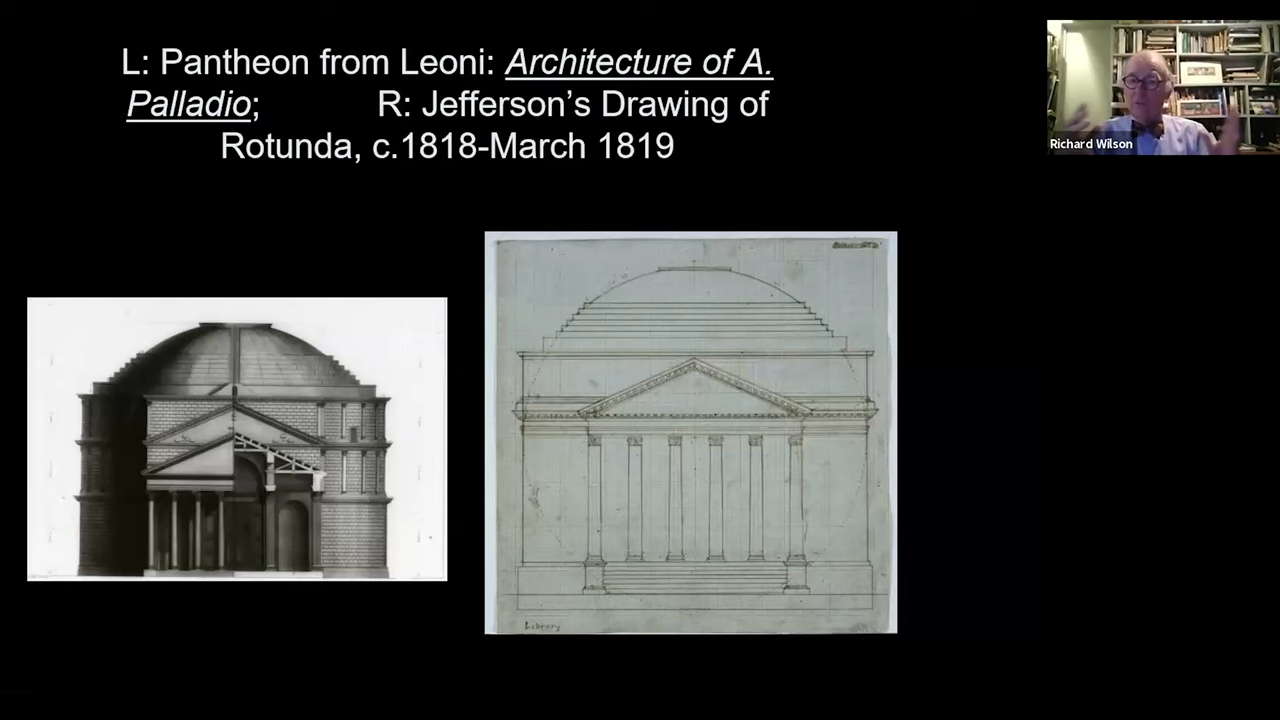 L: Pantheon from Leoni: Architecture of A.
Palladio; R: Jefferson's Drawing of
Rotunda, c.1818-March 1819
Richard Wilson
Library